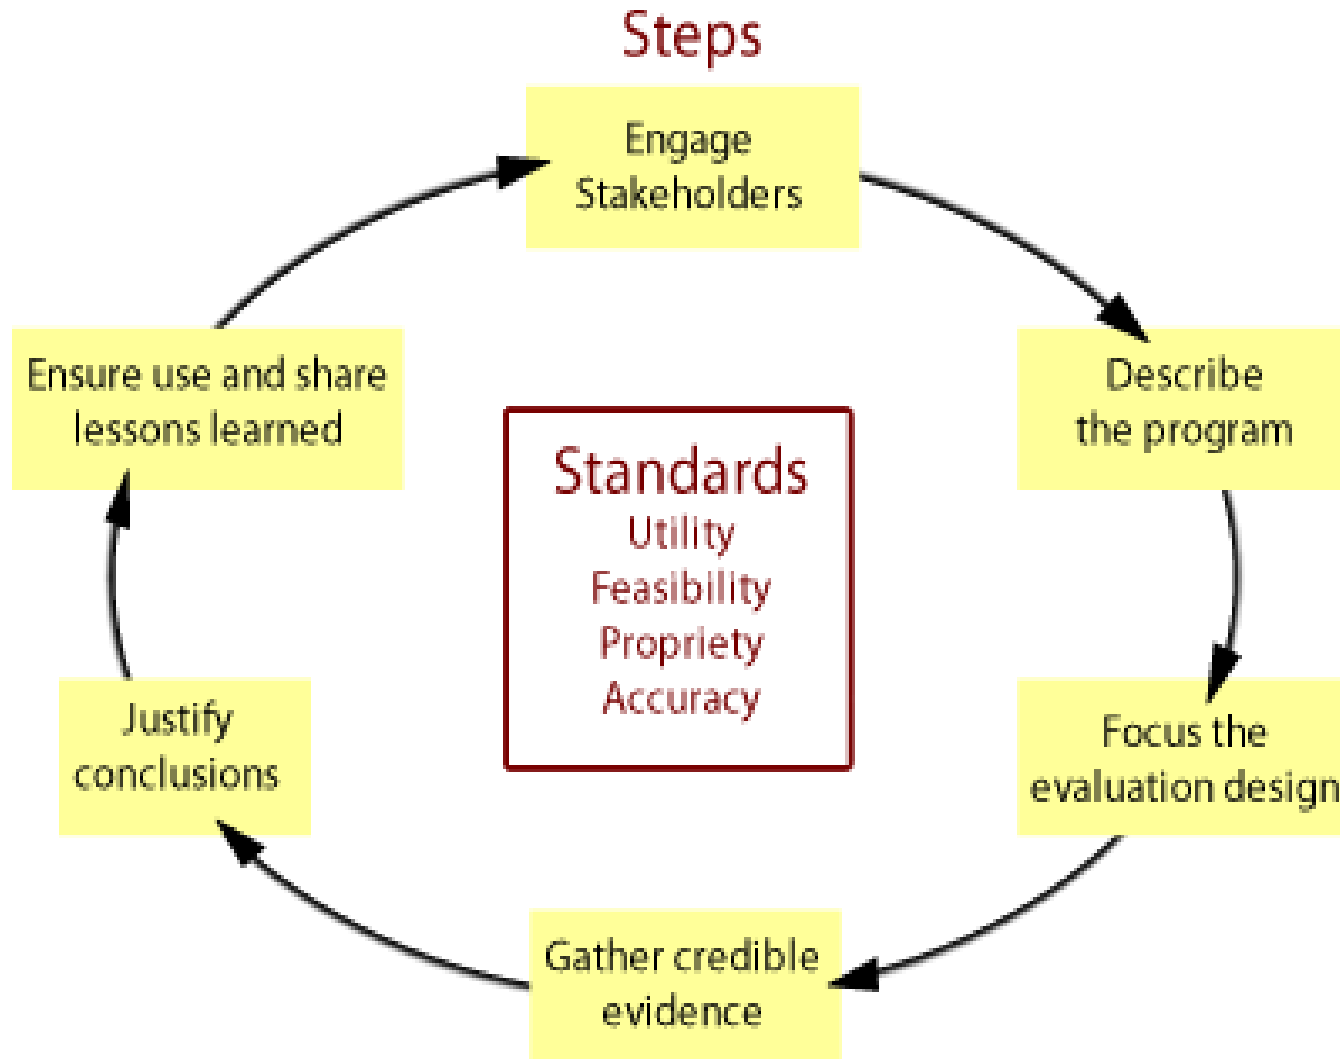 Steps
Engage
Stakeholders
Describe
the program
Focus the
evaluation design
Gather credible
evidence
Justify
conclusions
Ensure use and share
lessons learned
Standards
Utility
Feasibility
Propriety
Accuracy